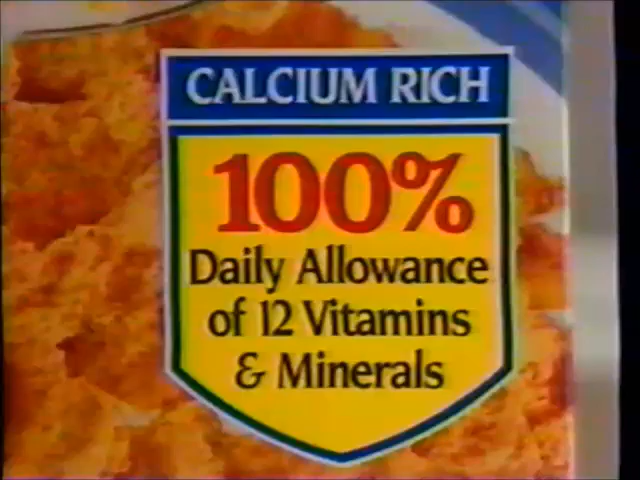 CALCIUM RICH
100%
Daily Allowance
of 12 Vitamins
& Minerals